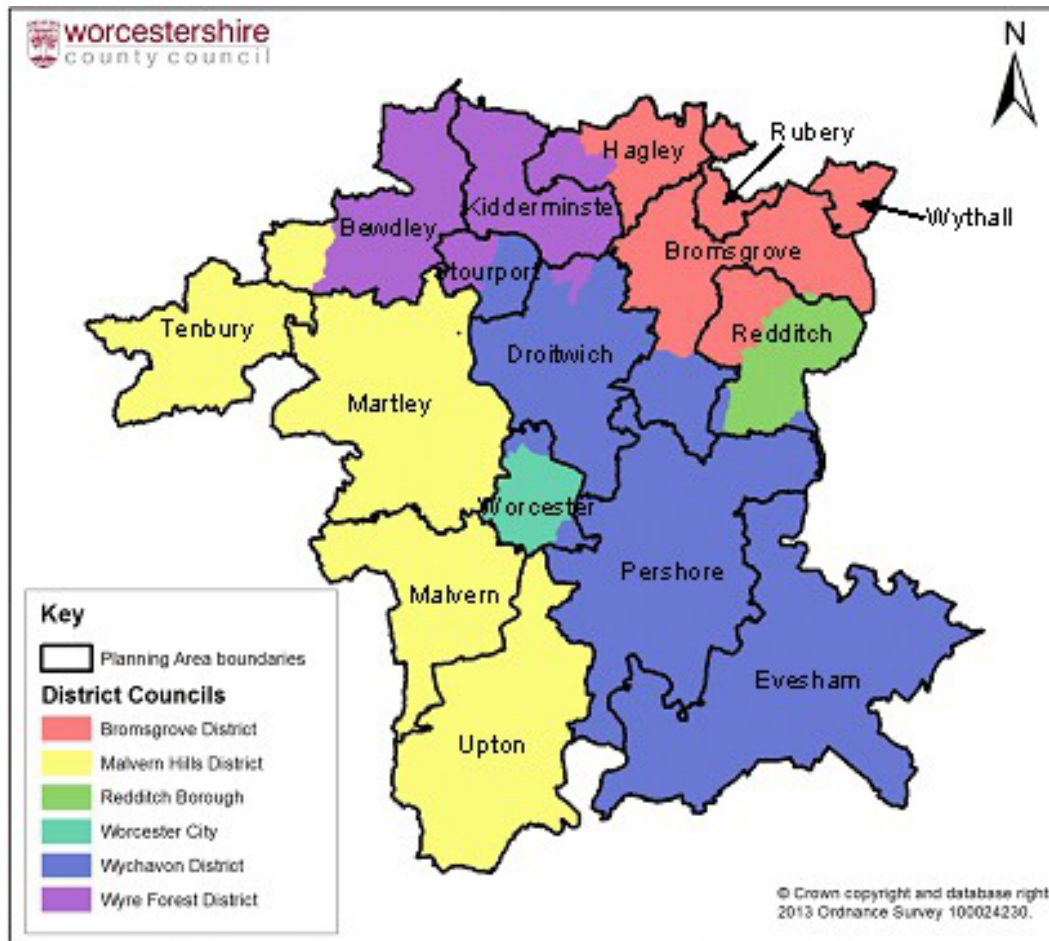 worcestershire
county council
N
Rubery
Hagley
Kidderminster
Wythall
Bewdley
Bromsgrove
Stourport
Tenbury
Redditch
Droitwich
Martley
Worcester
Pershore
Malvern
Evesham
Upton
Key
Planning Area boundaries
District Councils
Bromsgrove District
Malvern Hills District
Redditch Borough
Worcester City
Wychavon District
Wyre Forest District
© Crown copyright and database right
2013 Ordnance Survey 100024230.